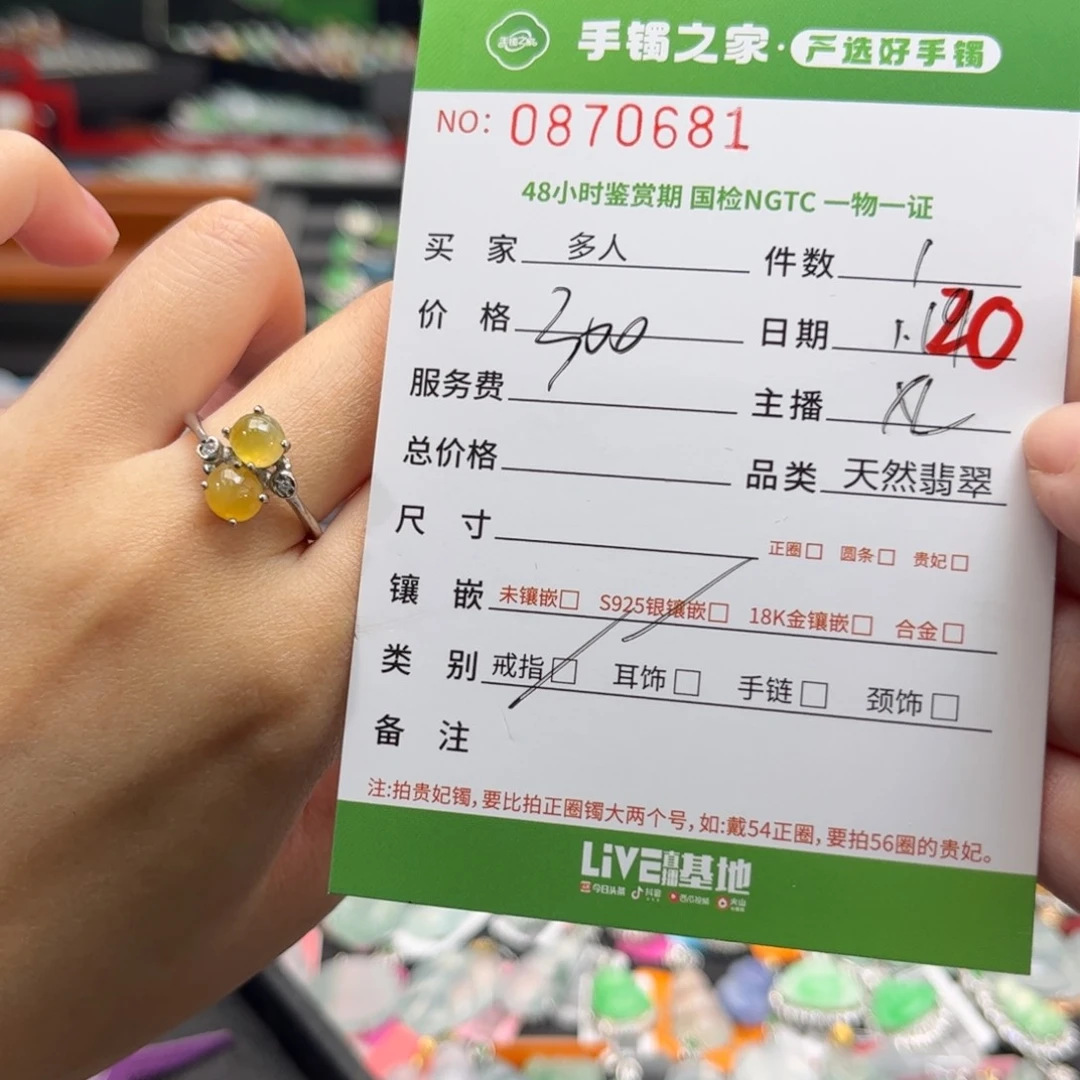 手镯之家·严选好手镯
NO: 0870681
48小时鉴赏期 国检NGTC 一物一证
买家 多人 件数 1
价格 300 日期 1.19 20
服务费 主播
总价格 品类 天然翡翠
尺寸 正圈□ 圆条□ 贵妃□
镶嵌 未镶嵌□ S925银镶嵌□ 18K金镶嵌□ 合金□
类别 戒指□ 耳饰□ 手链□ 颈饰□
备注
注:拍贵妃镯,要比拍正圈镯大两个号,如:戴54正圈,要拍56圈的贵妃。
LiVE直播基地
今日头条 抖音 西瓜视频 火山